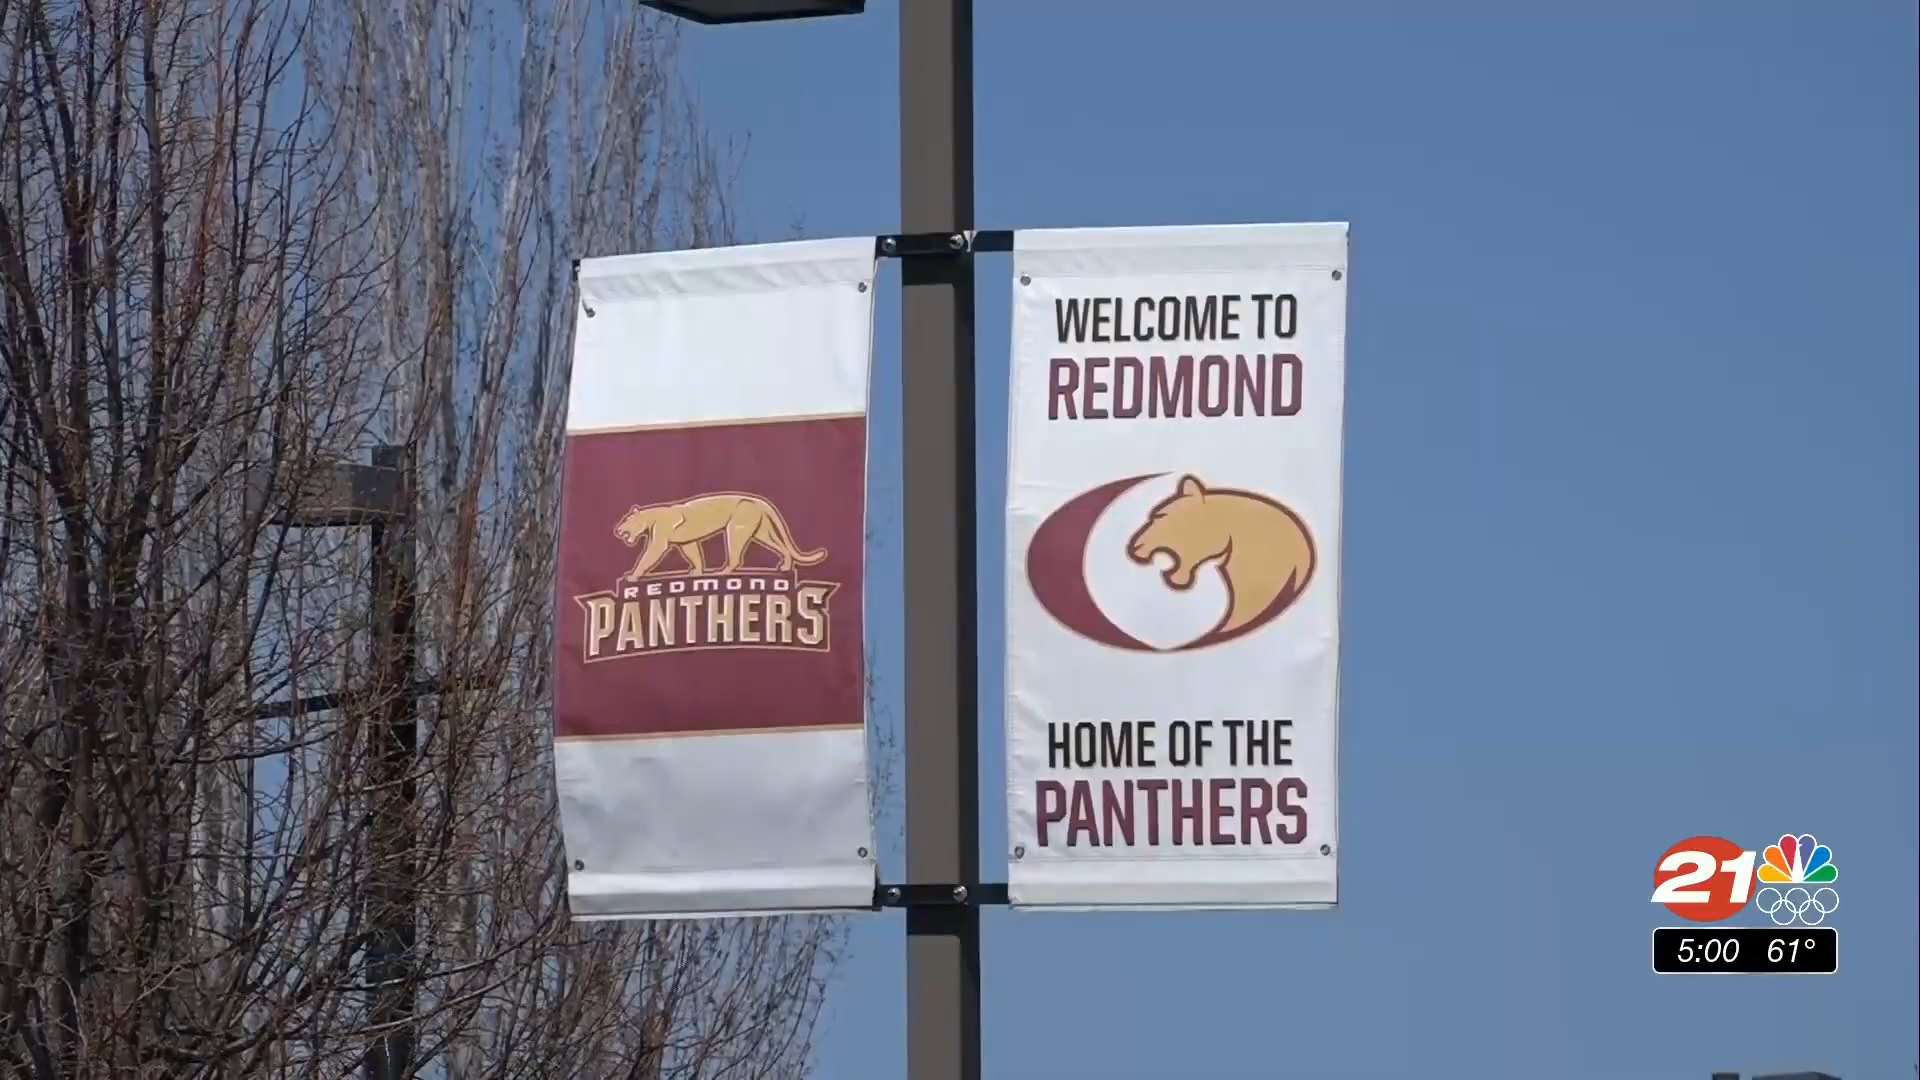 REDMOND
PANTHERS
WELCOME TO
REDMOND
HOME OF THE
PANTHERS
21
5:00 61°